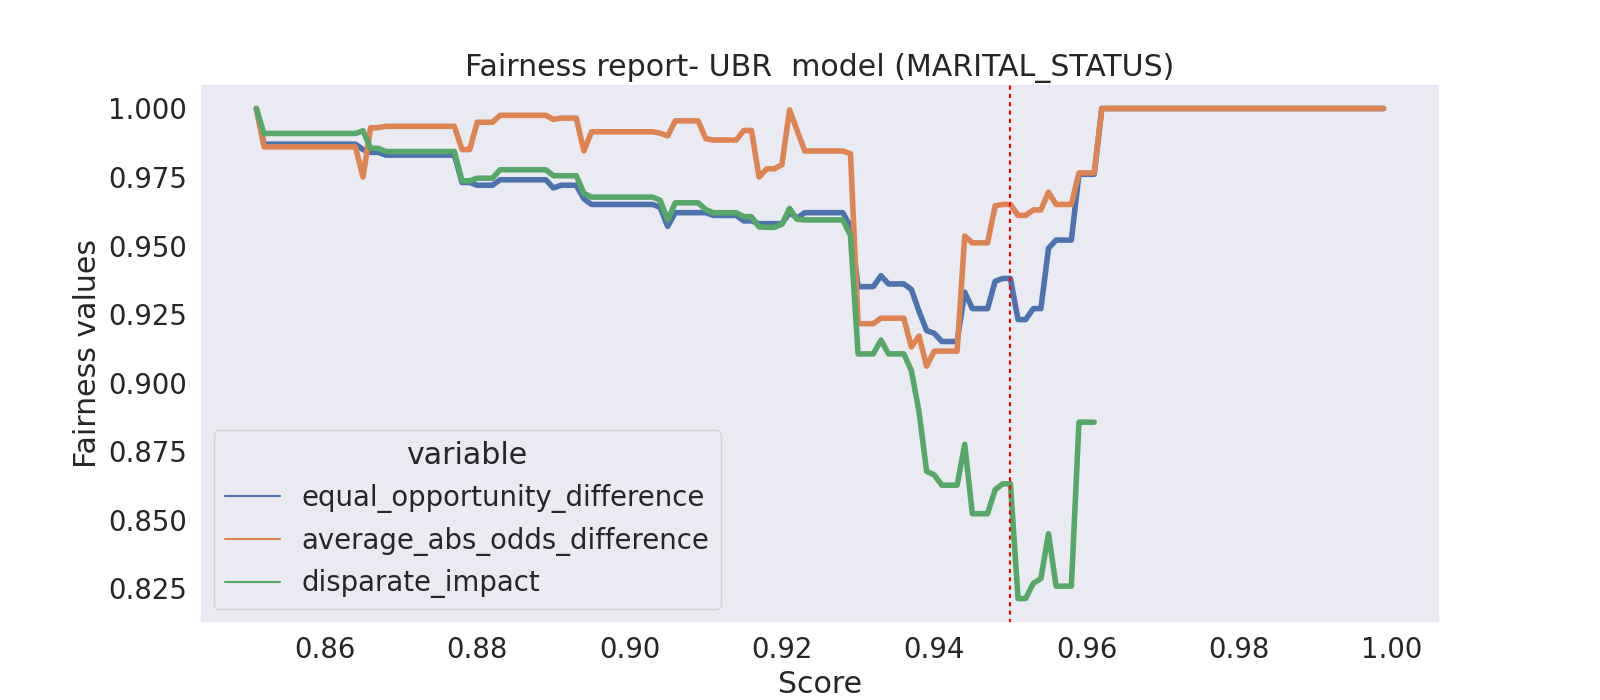 Fairness report- UBR  model (MARITAL_STATUS)
Fairness values
1.000
0.975
0.950
0.925
0.900
0.875
0.850
0.825
variable
equal_opportunity_difference
average_abs_odds_difference
disparate_impact
0.86 0.88 0.90 0.92 0.94 0.96 0.98 1.00
Score